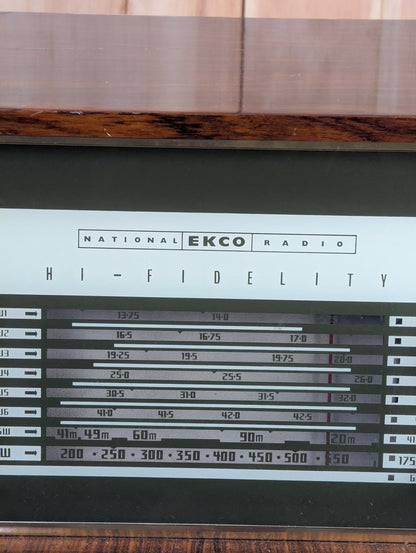 NATIONAL EKCO RADIO
HI-FIDELITY
13·75 14·0
16·5 16·75 17·0
19·25 19·5 19·75 20·0
25·0 25·5 26·0
30·5 31·0 31·5 32·0
41·0 41·5 42·0 42·5
41m 49m 60m 90m 120m
200 · 250 · 300 · 350 · 400 · 450 · 500 · 550
175